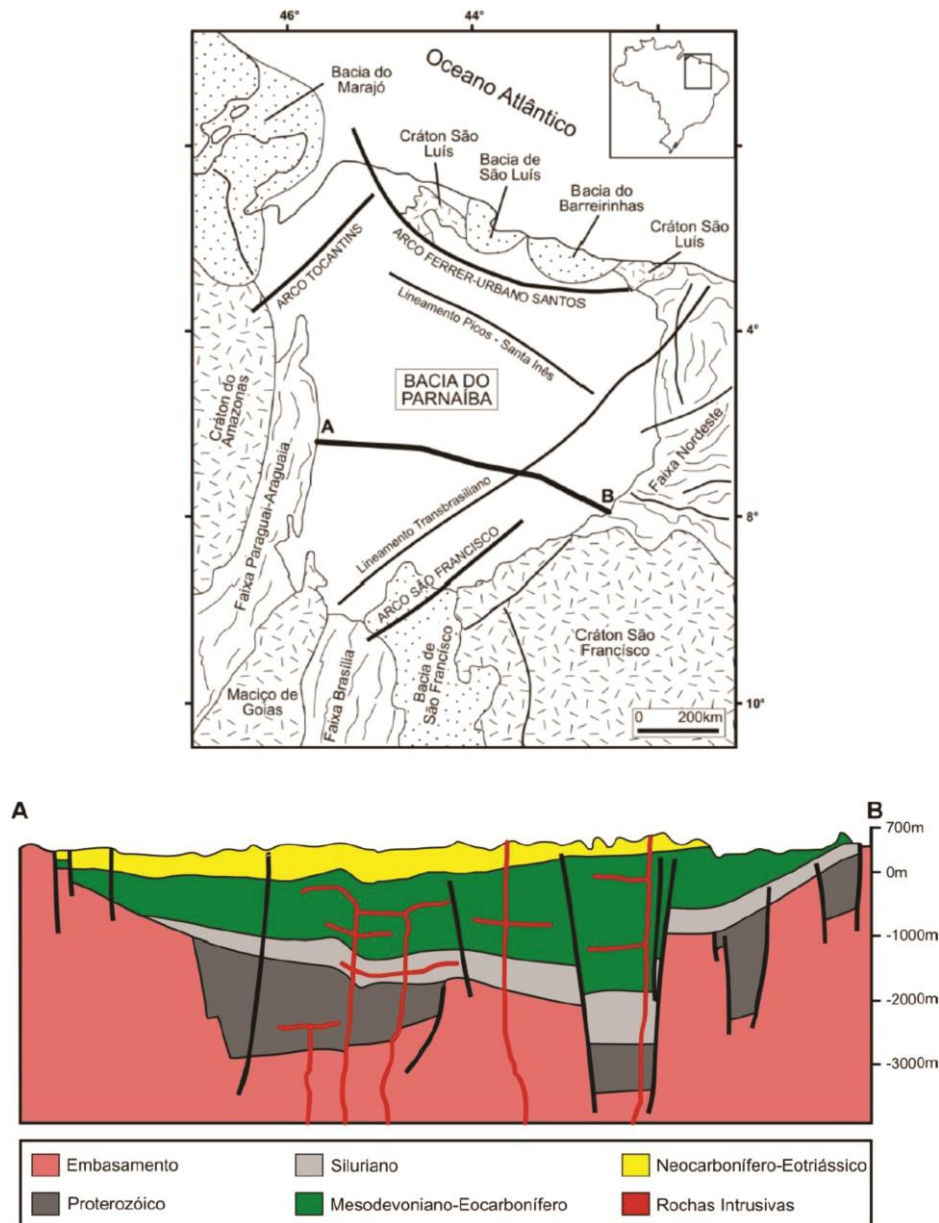 46°
44°
Oceano Atlântico
Bacia do
Marajó
Cráton São
Luís
Bacia de
São Luís
Bacia do
Barreirinhas
Cráton São
Luís
ARCO TOCANTINS
ARCO FERRER-URBANO SANTOS
Lineamento Picos - Santa Inês
4°
BACIA DO
PARNAÍBA
Cráton do
Amazonas
Faixa Paraguai-Araguaia
A
Faixa Nordeste
B
Lineamento Transbrasiliano
8°
ARCO SÃO FRANCISCO
Cráton São
Francísco
Maciço de
Goias
Faixa Brasília
Bacia de
São Francísco
10°
0 200km
A
B
700m
0m
-1000m
-2000m
-3000m
Embasamento
Siluriano
Neocarbonífero-Eotriássico
Proterozóico
Mesodevoniano-Eocarbonífero
Rochas Intrusivas